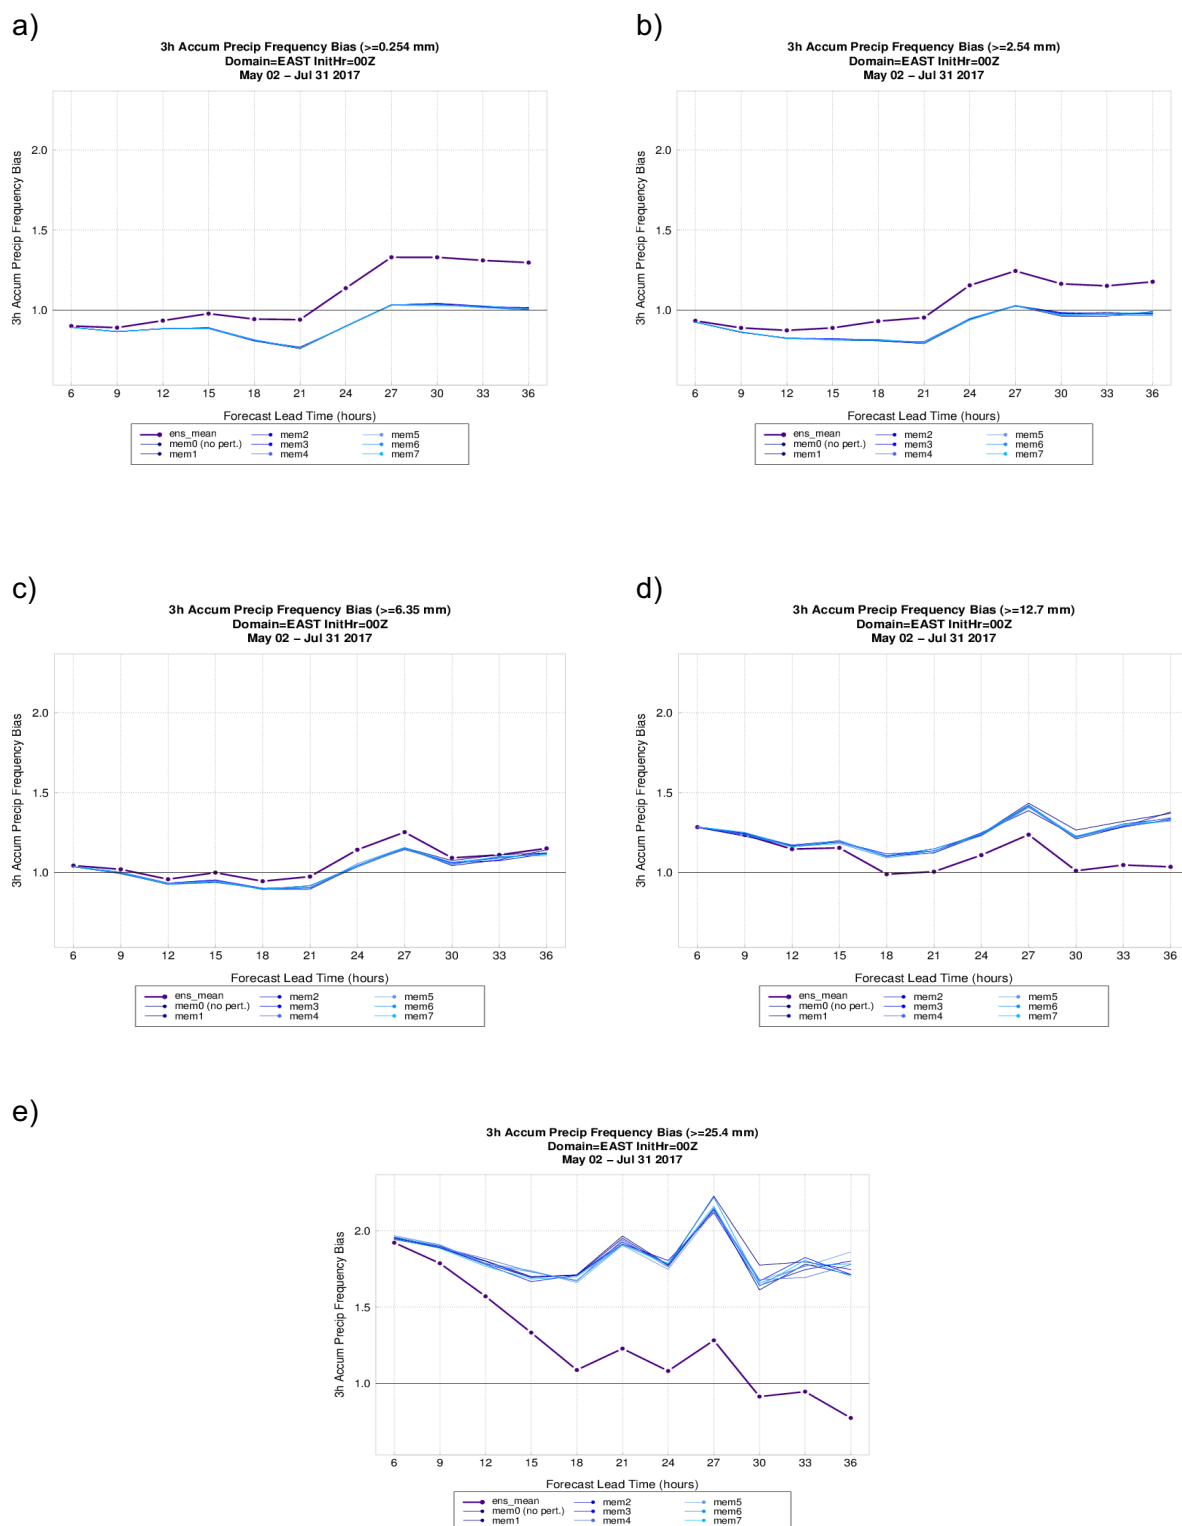 a)
3h Accum Precip Frequency Bias (>=0.254 mm)
Domain=EAST InitHr=00Z
May 02 – Jul 31 2017
3h Accum Precip Frequency Bias
2.0
1.5
1.0
6 9 12 15 18 21 24 27 30 33 36
Forecast Lead Time (hours)
ens_mean mem2 mem5
mem0 (no pert.) mem3 mem6
mem1 mem4 mem7
b)
3h Accum Precip Frequency Bias (>=2.54 mm)
Domain=EAST InitHr=00Z
May 02 – Jul 31 2017
3h Accum Precip Frequency Bias
2.0
1.5
1.0
6 9 12 15 18 21 24 27 30 33 36
Forecast Lead Time (hours)
ens_mean mem2 mem5
mem0 (no pert.) mem3 mem6
mem1 mem4 mem7
c)
3h Accum Precip Frequency Bias (>=6.35 mm)
Domain=EAST InitHr=00Z
May 02 – Jul 31 2017
3h Accum Precip Frequency Bias
2.0
1.5
1.0
6 9 12 15 18 21 24 27 30 33 36
Forecast Lead Time (hours)
ens_mean mem2 mem5
mem0 (no pert.) mem3 mem6
mem1 mem4 mem7
d)
3h Accum Precip Frequency Bias (>=12.7 mm)
Domain=EAST InitHr=00Z
May 02 – Jul 31 2017
3h Accum Precip Frequency Bias
2.0
1.5
1.0
6 9 12 15 18 21 24 27 30 33 36
Forecast Lead Time (hours)
ens_mean mem2 mem5
mem0 (no pert.) mem3 mem6
mem1 mem4 mem7
e)
3h Accum Precip Frequency Bias (>=25.4 mm)
Domain=EAST InitHr=00Z
May 02 – Jul 31 2017
3h Accum Precip Frequency Bias
2.0
1.5
1.0
6 9 12 15 18 21 24 27 30 33 36
Forecast Lead Time (hours)
ens_mean mem2 mem5
mem0 (no pert.) mem3 mem6
mem1 mem4 mem7